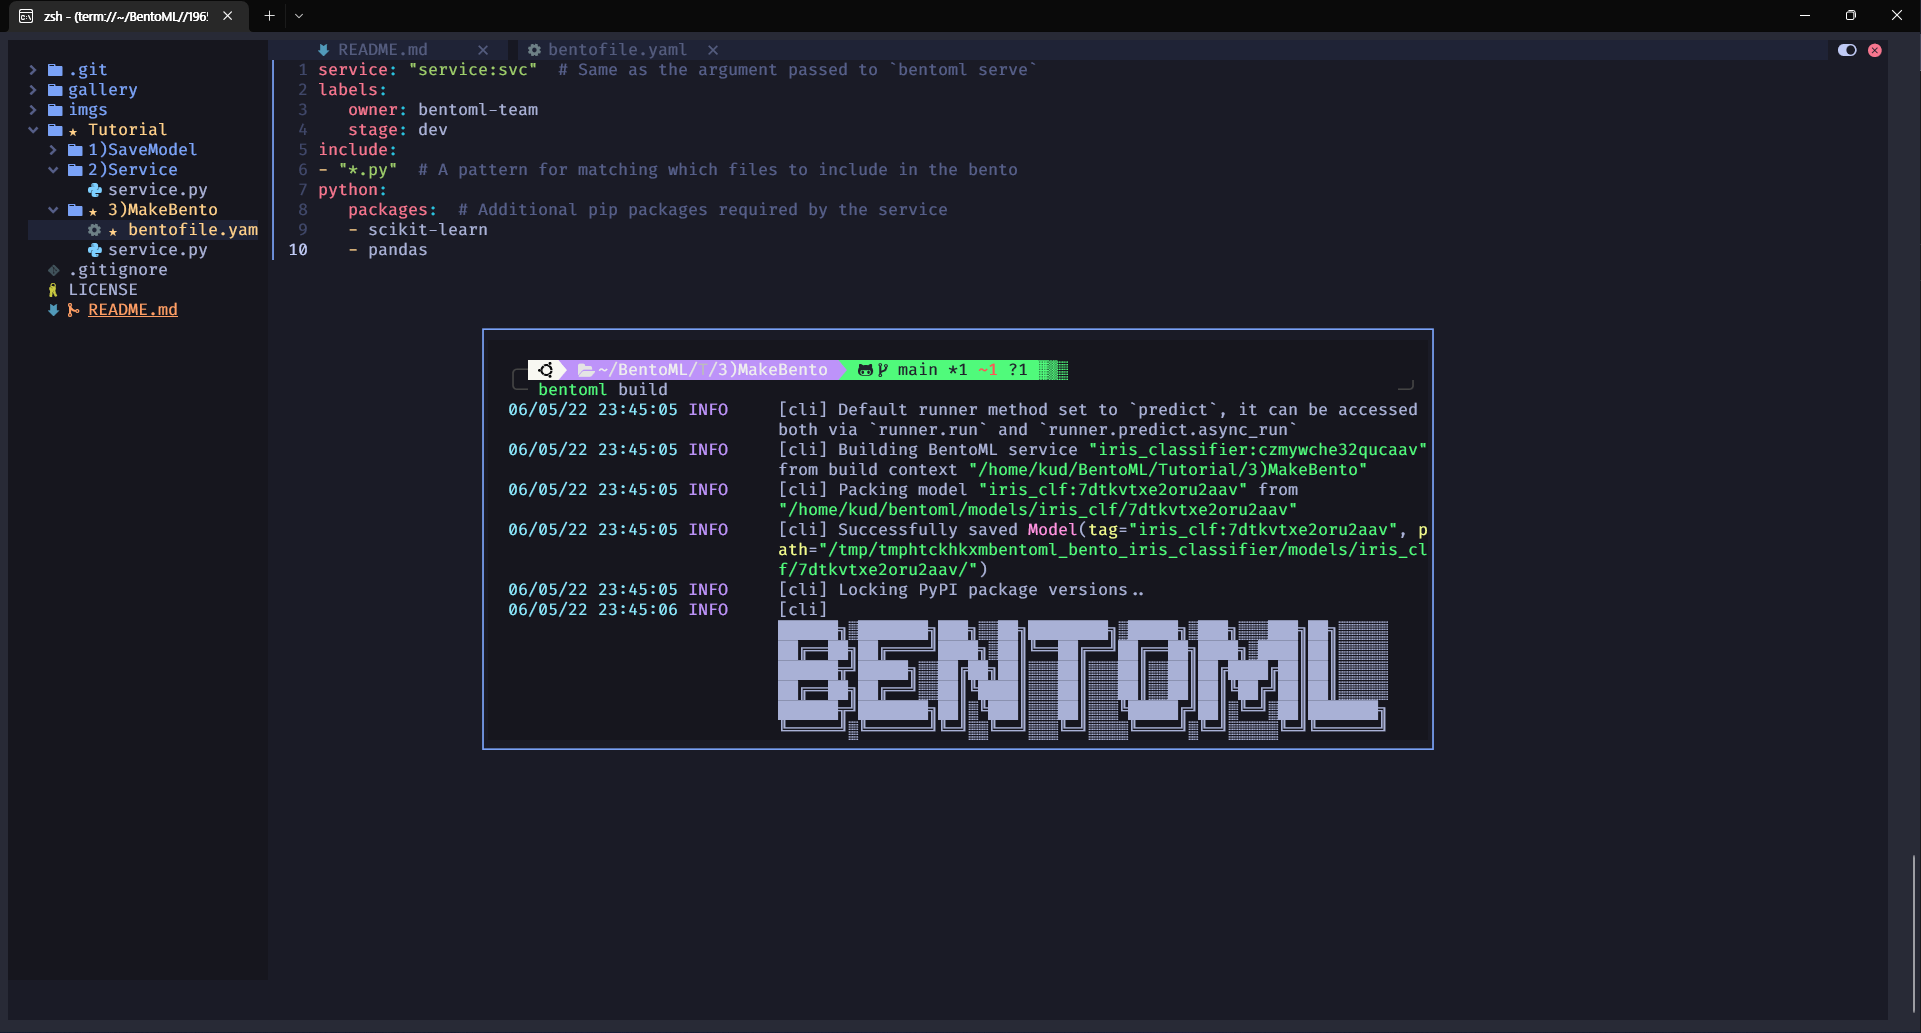 zsh - (term://~/BentoML//196
README.md
bentofile.yaml
.git
gallery
imgs
Tutorial
1)SaveModel
2)Service
service.py
3)MakeBento
bentofile.yam
service.py
.gitignore
LICENSE
README.md
1 service: "service:svc"  # Same as the argument passed to `bentoml serve`
2 labels:
3    owner: bentoml-team
4    stage: dev
5 include:
6 - "*.py"  # A pattern for matching which files to include in the bento
7 python:
8    packages:  # Additional pip packages required by the service
9    - scikit-learn
10    - pandas
~/BentoML/T/3)MakeBento main *1 ~1 ?1
bentoml build
06/05/22 23:45:05 INFO [cli] Default runner method set to `predict`, it can be accessed
both via `runner.run` and `runner.predict.async_run`
06/05/22 23:45:05 INFO [cli] Building BentoML service "iris_classifier:czmywche32qucaav"
from build context "/home/kud/BentoML/Tutorial/3)MakeBento"
06/05/22 23:45:05 INFO [cli] Packing model "iris_clf:7dtkvtxe2oru2aav" from
"/home/kud/bentoml/models/iris_clf/7dtkvtxe2oru2aav"
06/05/22 23:45:05 INFO [cli] Successfully saved Model(tag="iris_clf:7dtkvtxe2oru2aav", p
ath="/tmp/tmphtckhkxmbentoml_bento_iris_classifier/models/iris_cl
f/7dtkvtxe2oru2aav/")
06/05/22 23:45:05 INFO [cli] Locking PyPI package versions..
06/05/22 23:45:06 INFO [cli]
BENTOML